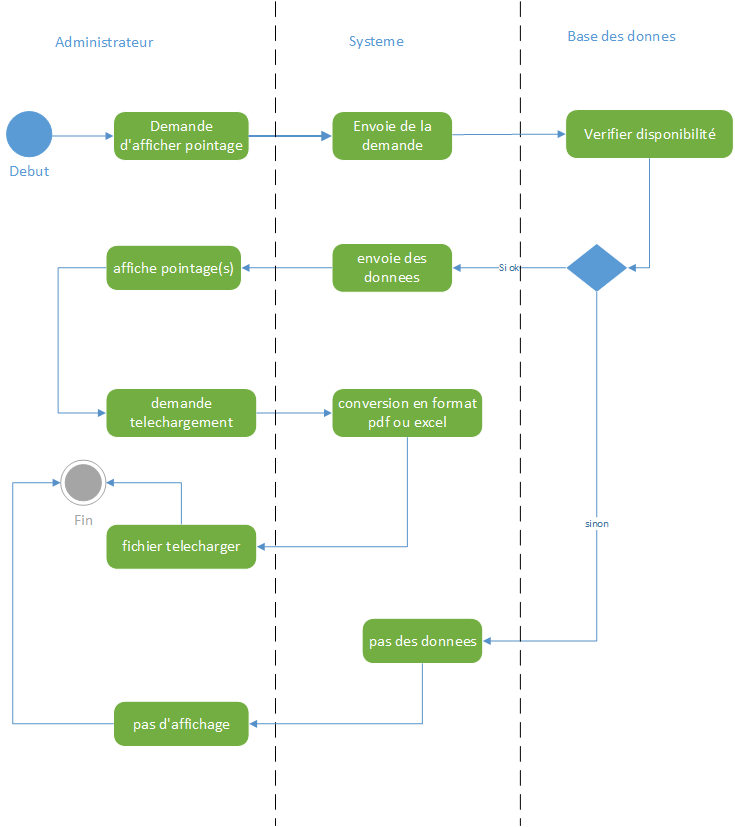 Administrateur
Systeme
Base des donnes
Demande
d'afficher pointage
Envoie de la
demande
Verifier disponibilité
Debut
affiche pointage(s)
envoie des
donnees
Si ok
demande
telechargement
conversion en format
pdf ou excel
Fin
fichier telecharger
sinon
pas des donnees
pas d'affichage